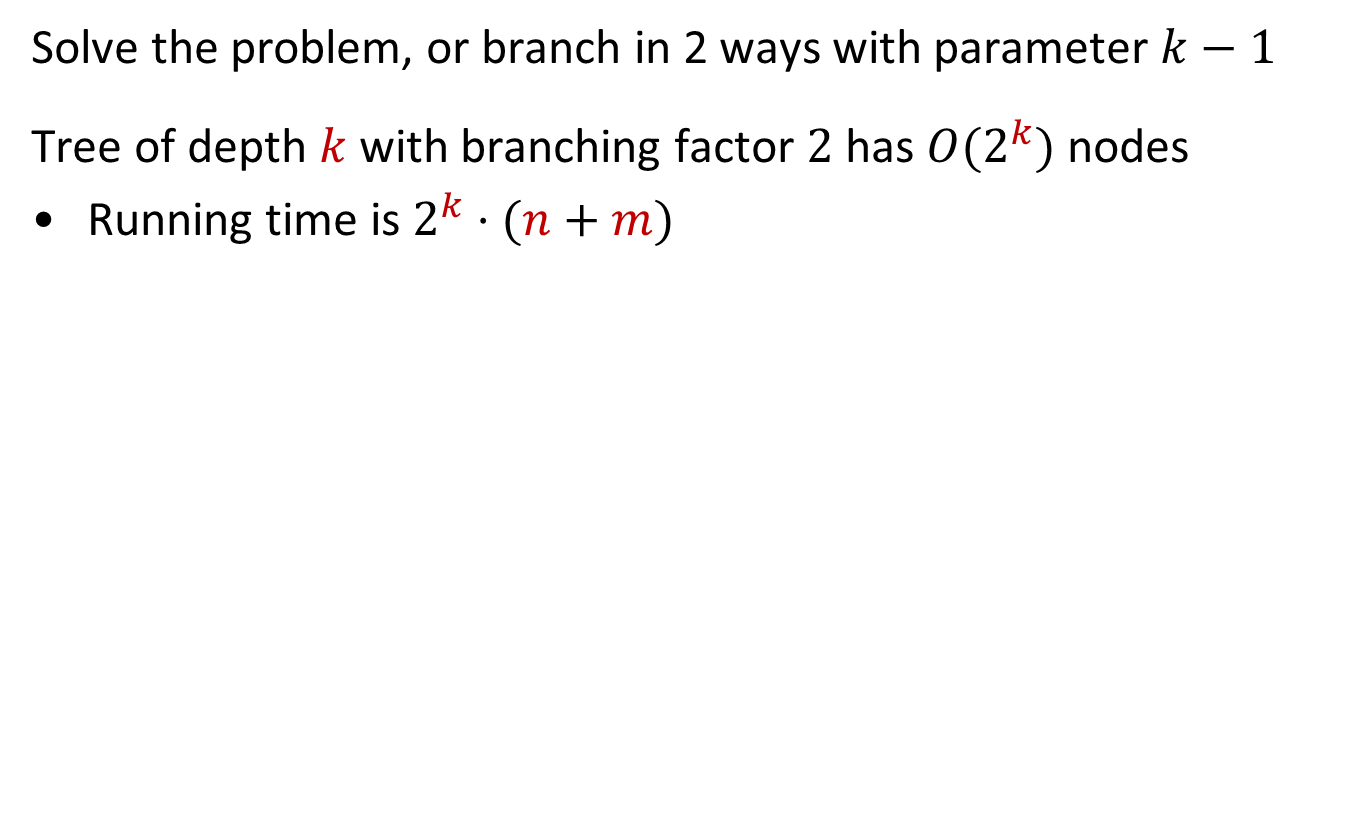 Solve the problem, or branch in 2 ways with parameter 𝑘 − 1
Tree of depth 𝑘 with branching factor 2 has 𝑂(2^𝑘) nodes
• Running time is 2^𝑘 ⋅ (𝑛 + 𝑚)